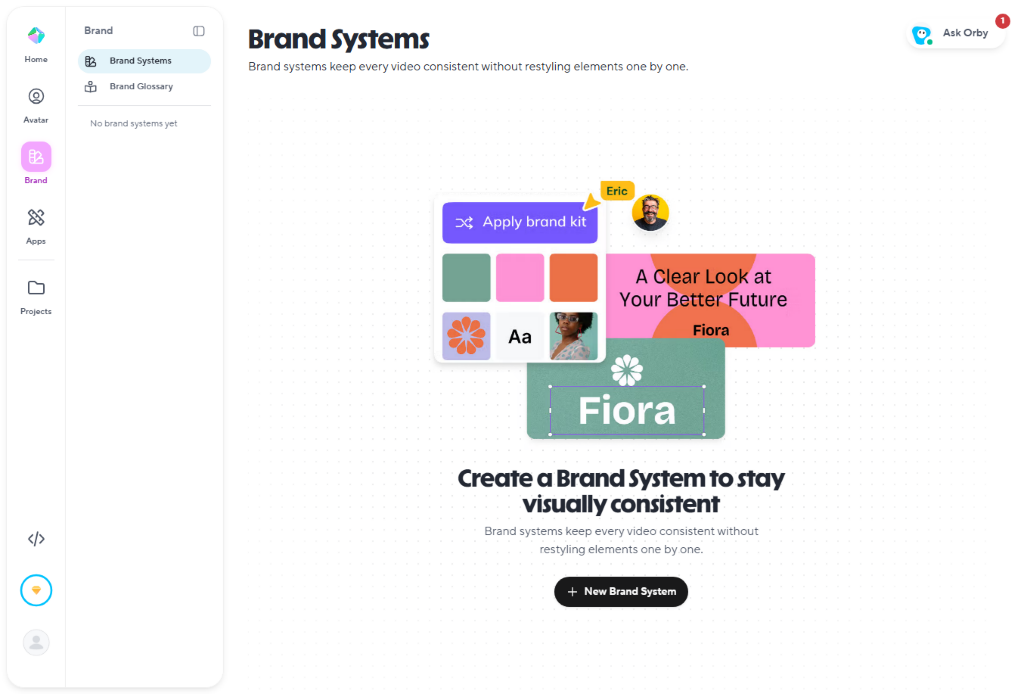 Home
Avatar
Brand
Apps
Projects
Brand
Brand Systems
Brand Glossary
No brand systems yet
Brand Systems
Brand systems keep every video consistent without restyling elements one by one.
Ask Orby
1
Eric
Apply brand kit
Aa
A Clear Look at
Your Better Future
Fiora
Fiora
Create a Brand System to stay
visually consistent
Brand systems keep every video consistent without
restyling elements one by one.
+ New Brand System